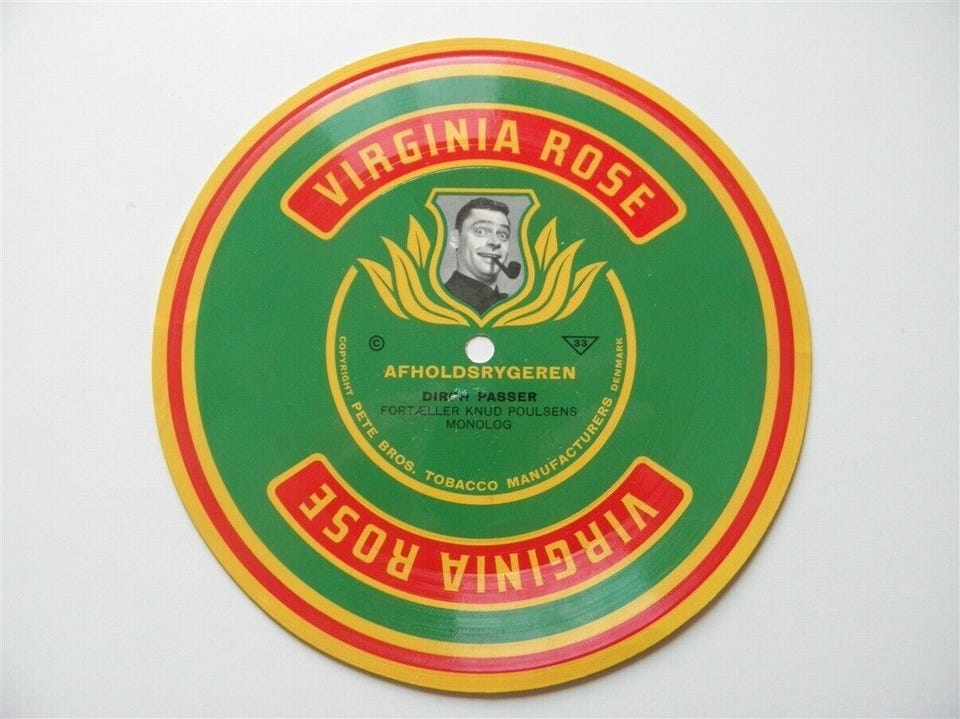 VIRGINIA ROSE
©
33
AFHOLDSRYGEREN
DIRCH PASSER
FORTÆLLER KNUD POULSENS
MONOLOG
COPYRIGHT PETE BROS. TOBACCO MANUFACTURERS DENMARK
VIRGINIA ROSE